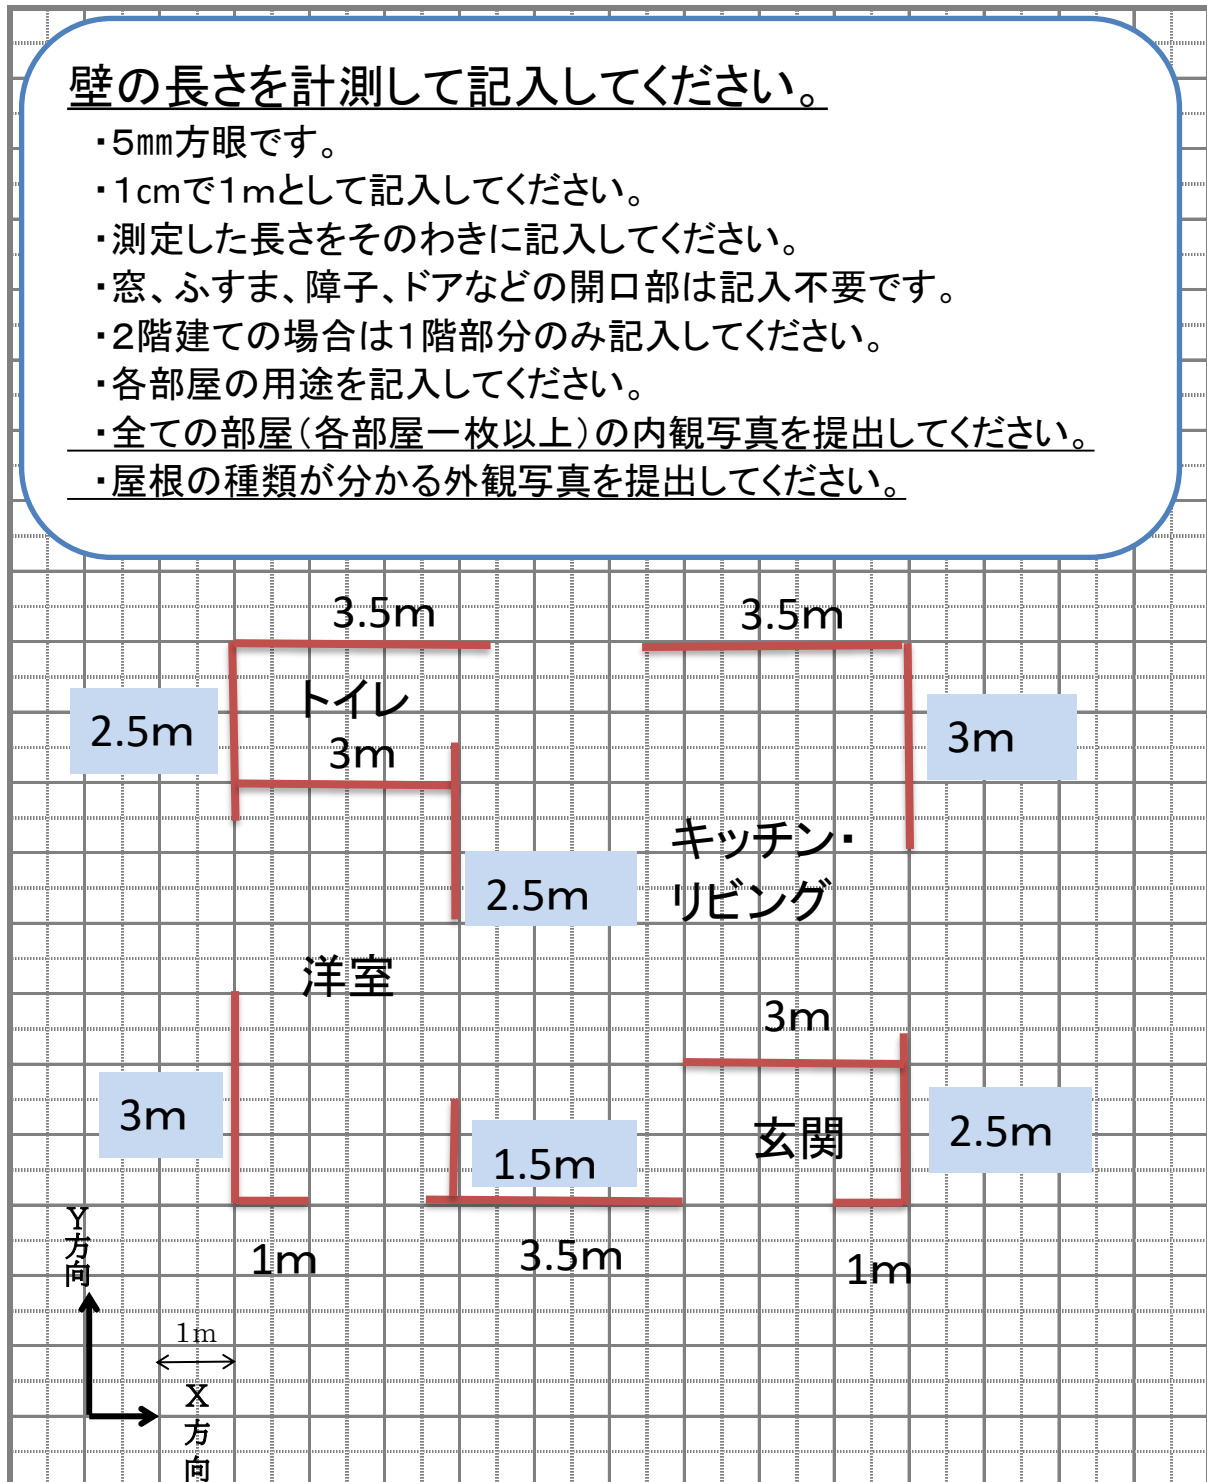 壁の長さを計測して記入してください。
・5㎜方眼です。
・1cmで1ｍとして記入してください。
・測定した長さをそのわきに記入してください。
・窓、ふすま、障子、ドアなどの開口部は記入不要です。
・2階建ての場合は1階部分のみ記入してください。
・各部屋の用途を記入してください。
・全ての部屋（各部屋一枚以上）の内観写真を提出してください。
・屋根の種類が分かる外観写真を提出してください。
3.5ｍ
3.5ｍ
トイレ
2.5ｍ
3ｍ
3ｍ
キッチン・
リビング
2.5ｍ
洋室
3ｍ
3ｍ
1.5ｍ
玄関
2.5ｍ
1ｍ
3.5ｍ
1ｍ
Y方向
1m
X方向